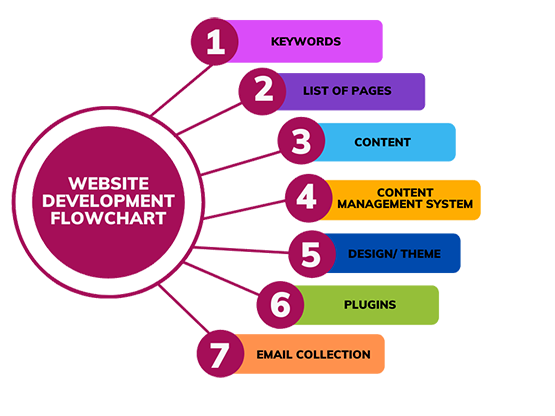 WEBSITE
DEVELOPMENT
FLOWCHART
1 KEYWORDS
2 LIST OF PAGES
3 CONTENT
4 CONTENT
MANAGEMENT SYSTEM
5 DESIGN/ THEME
6 PLUGINS
7 EMAIL COLLECTION